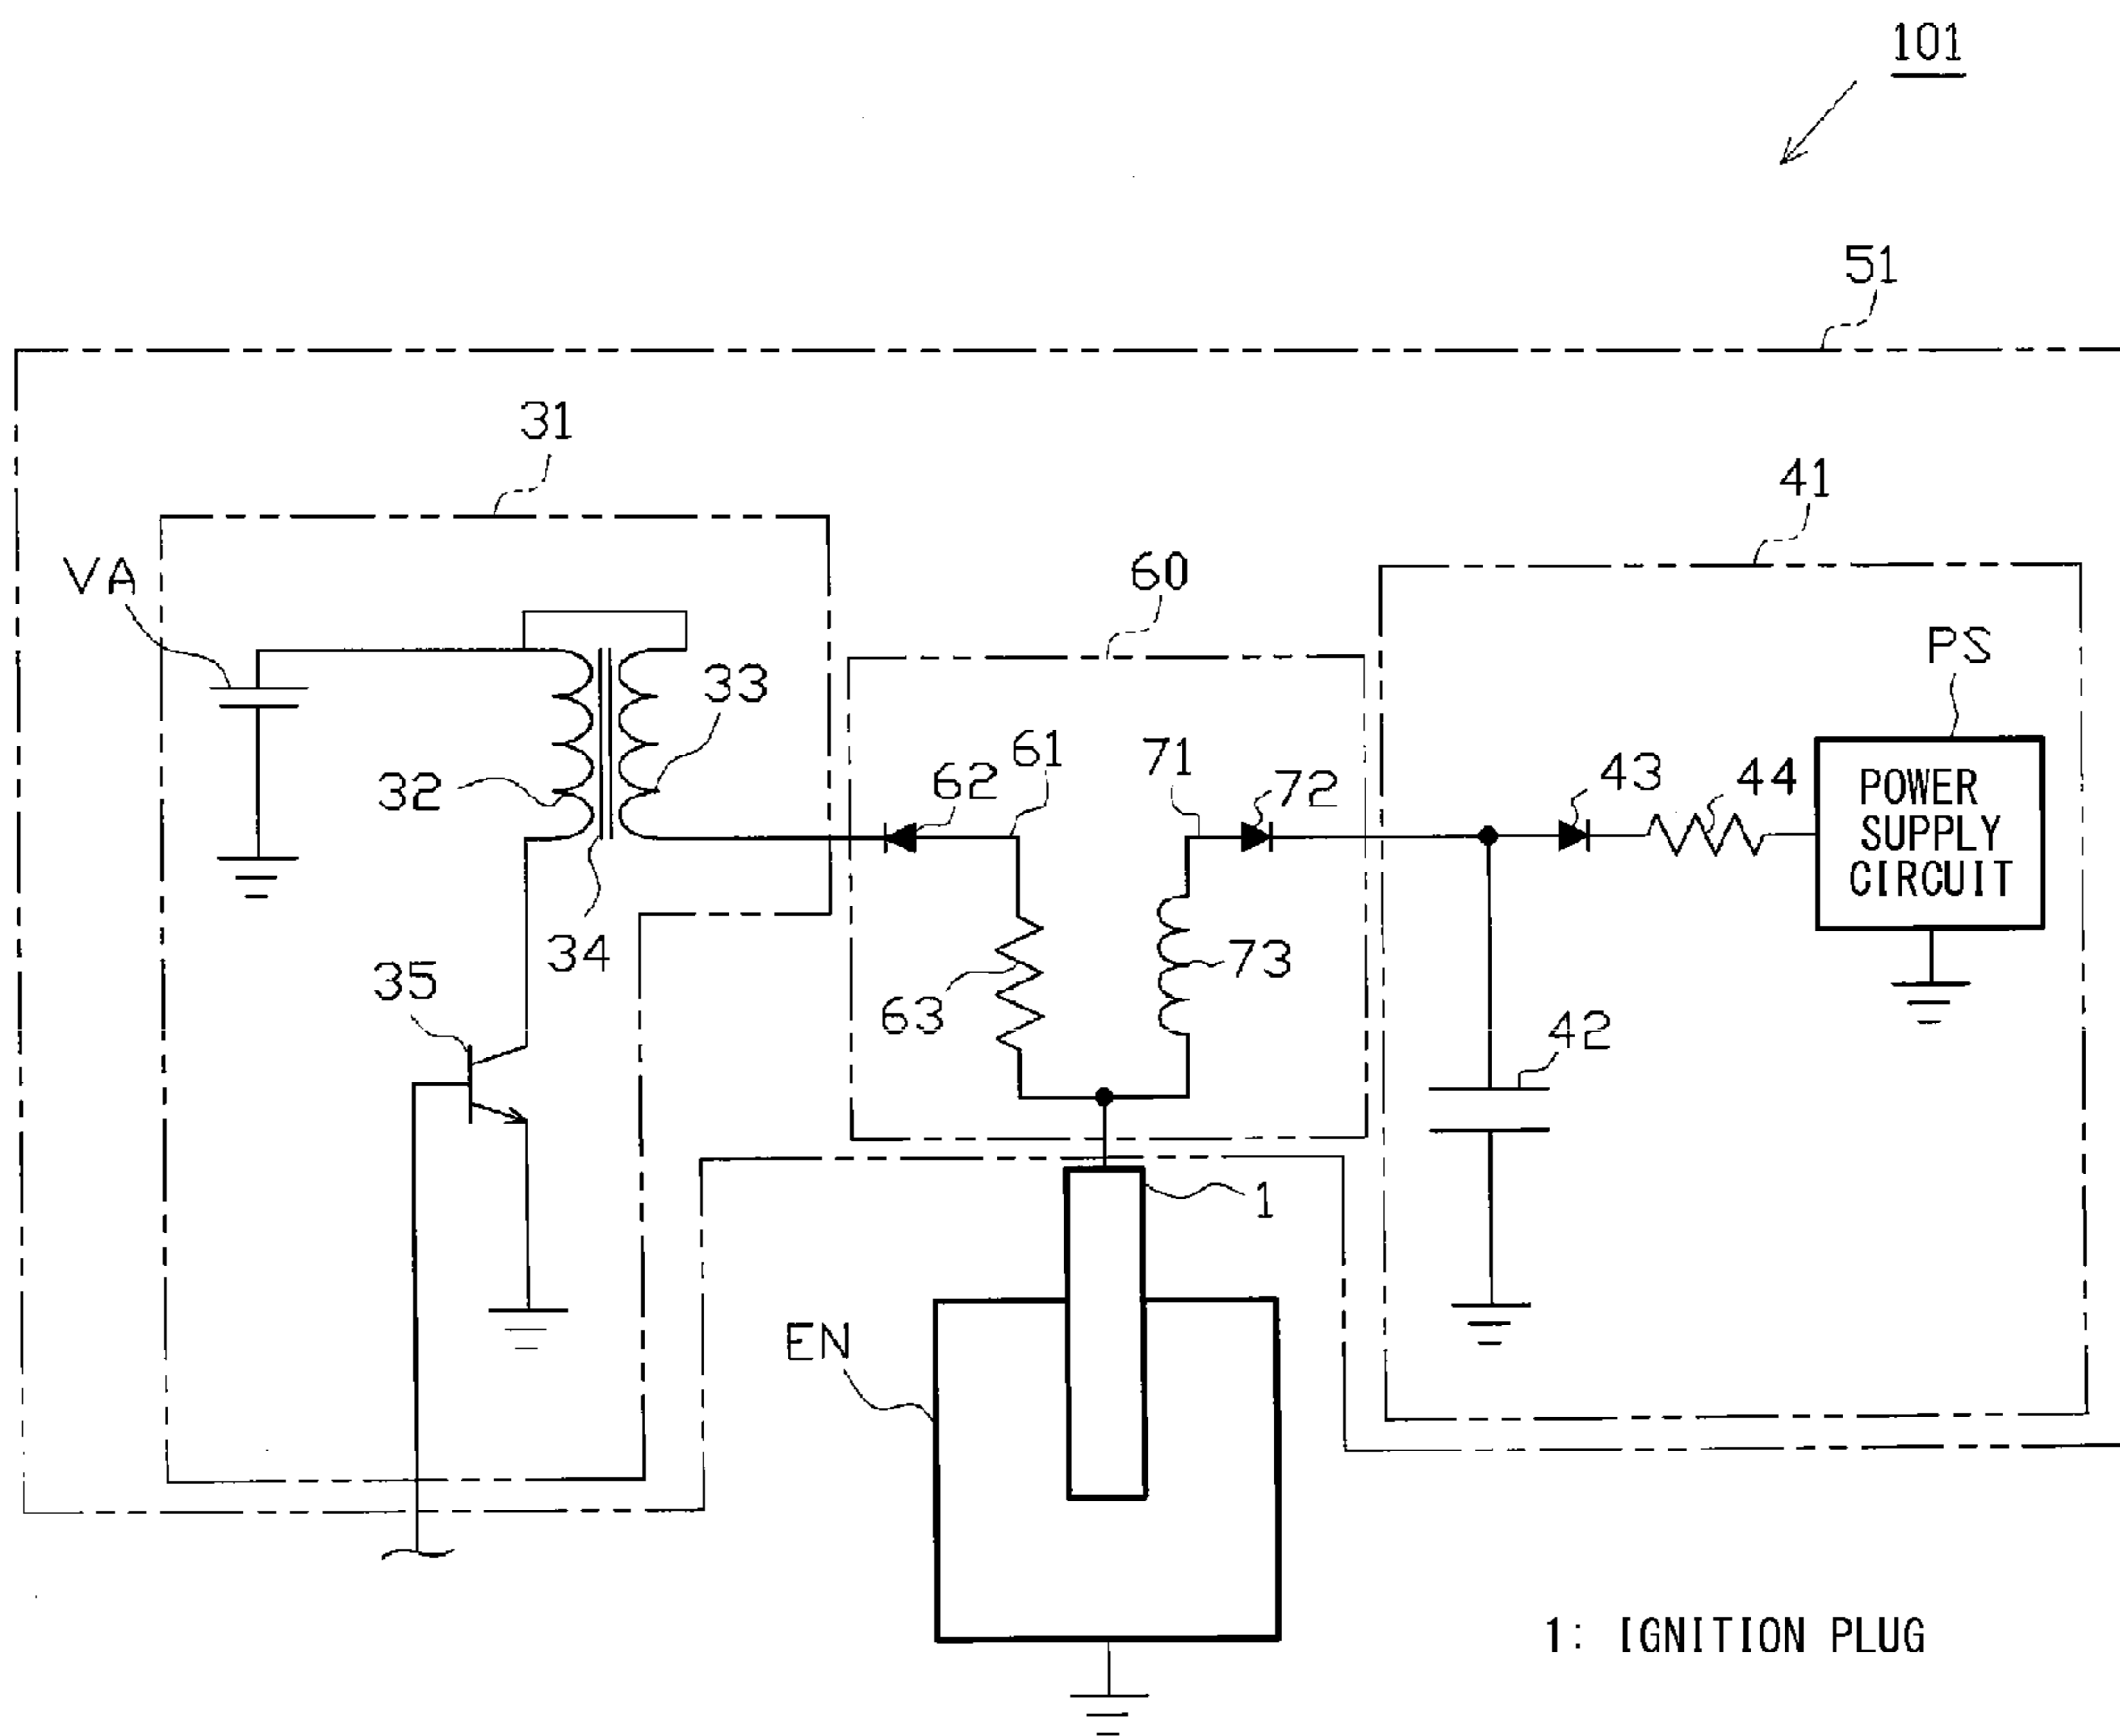 101
51
31
41
VA
60
PS
33
61
71
62
72
43
44
32
POWER
SUPPLY
CIRCUIT
34
73
35
63
42
1
EN
1: IGNITION PLUG